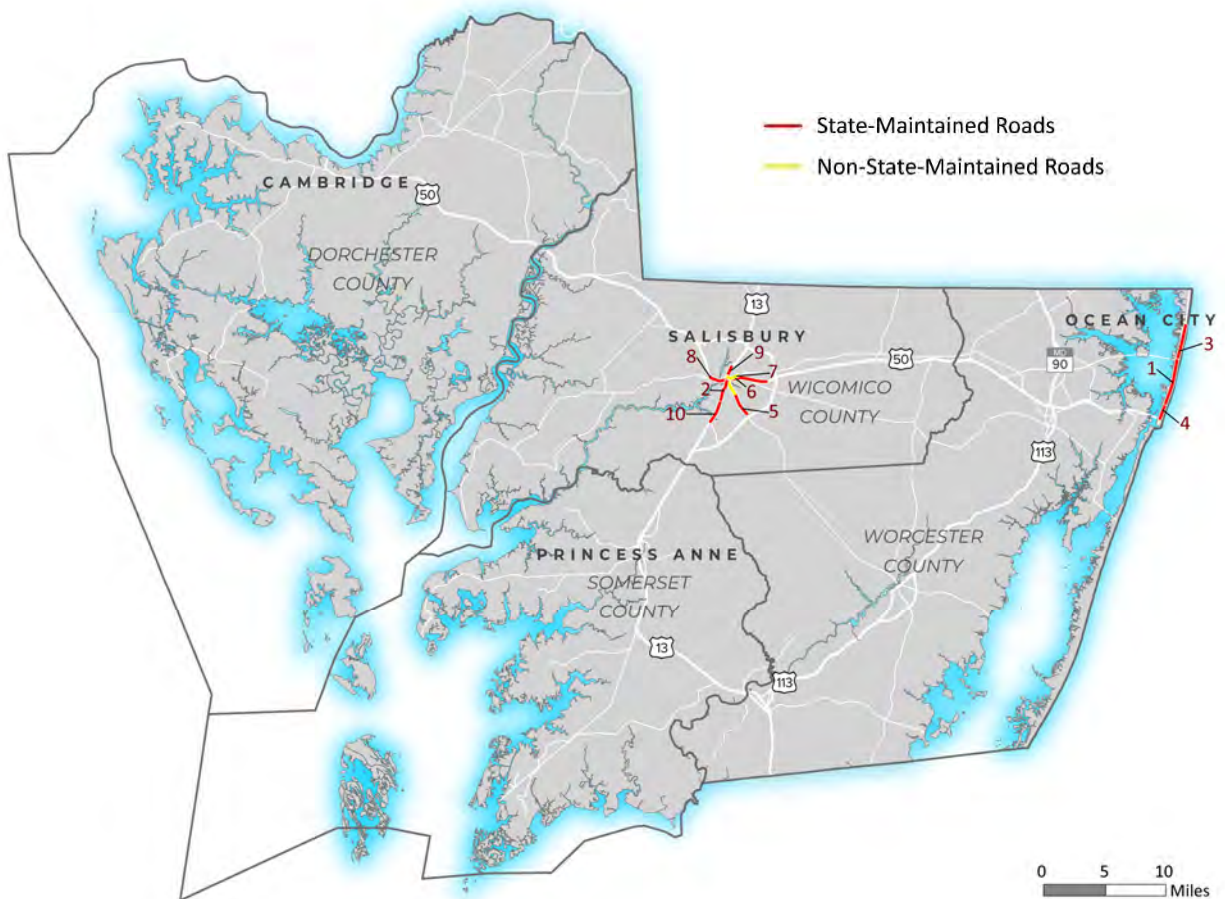 State-Maintained Roads
Non-State-Maintained Roads
CAMBRIDGE
50
DORCHESTER
COUNTY
13
SALISBURY
OCEAN CITY
8
9
7
2
6
10
5
50
WICOMICO
COUNTY
MD
90
3
1
4
113
WORCESTER
COUNTY
PRINCESS ANNE
SOMERSET
COUNTY
13
113
0 5 10
Miles